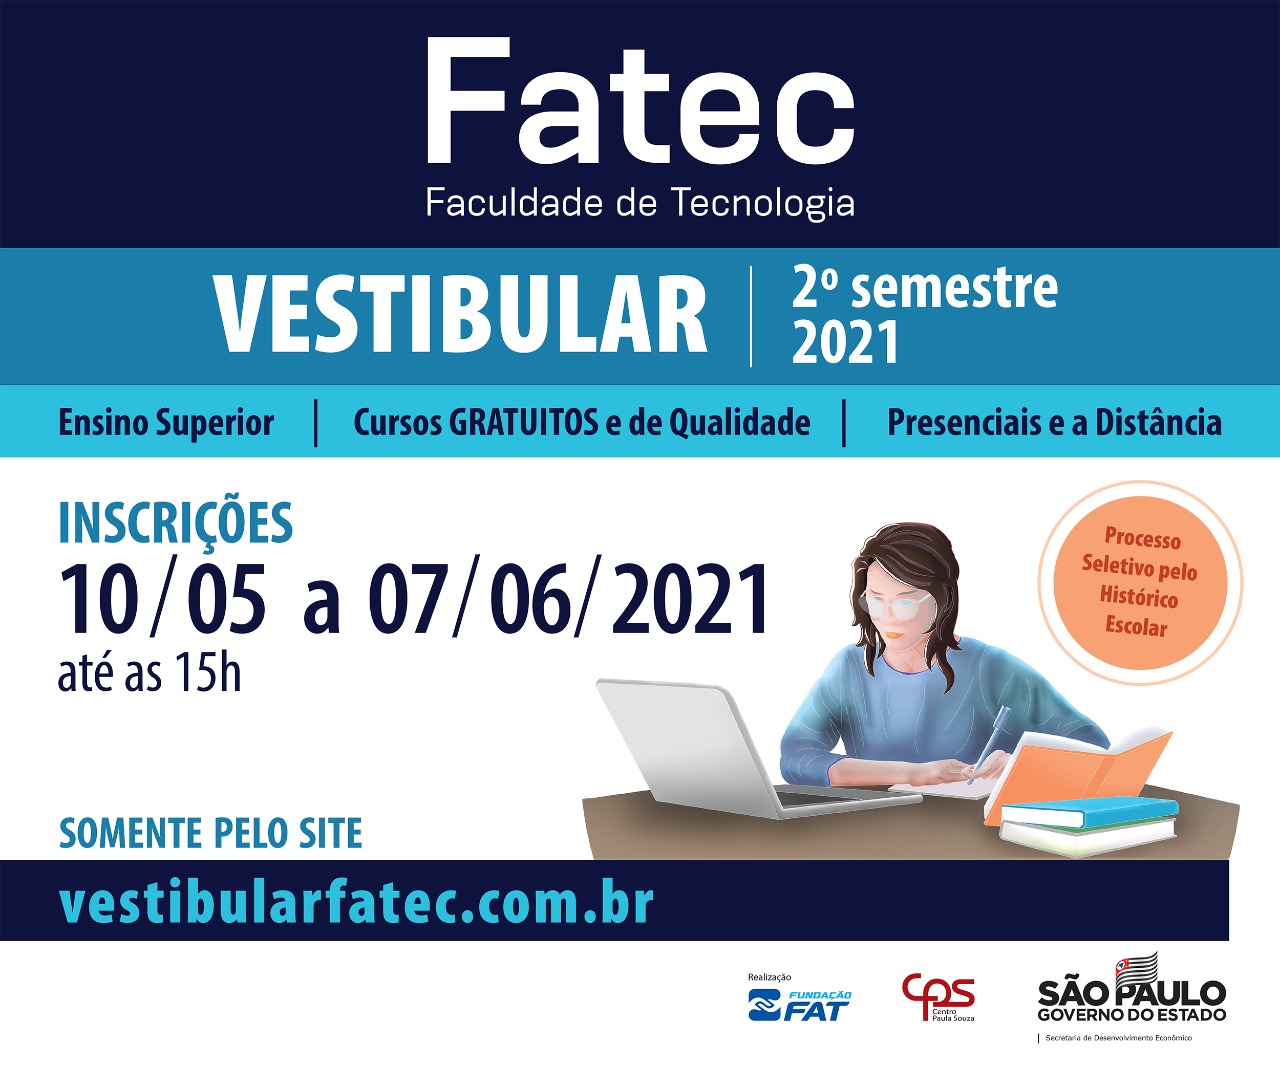 Fatec
Faculdade de Tecnologia
VESTIBULAR
2º semestre
2021
Ensino Superior | Cursos GRATUITOS e de Qualidade | Presenciais e a Distância
INSCRIÇÕES
10/05 a 07/06/2021
até as 15h
Processo
Seletivo pelo
Histórico
Escolar
SOMENTE PELO SITE
vestibularfatec.com.br
Realização
FUNDAÇÃO
FAT
CPS
Centro
Paula Souza
SÃO PAULO
GOVERNO DO ESTADO
Secretaria de Desenvolvimento Econômico